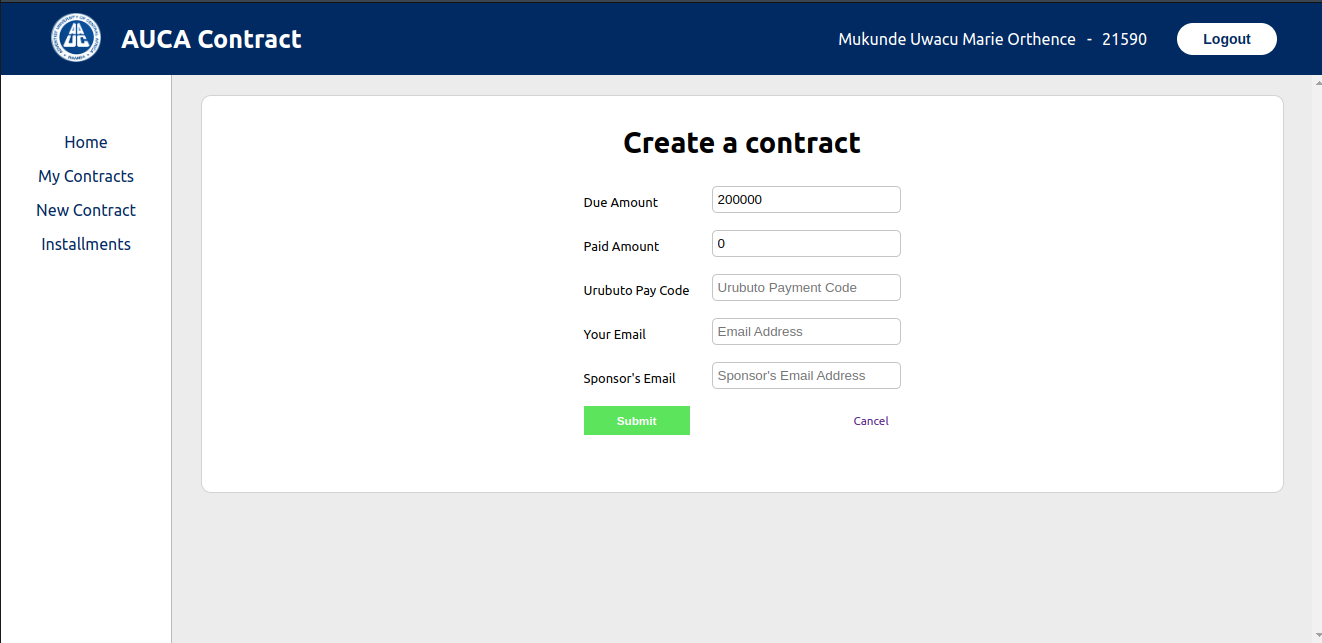 AUCA Contract
Mukunde Uwacu Marie Orthence - 21590
Logout
Home
My Contracts
New Contract
Installments
Create a contract
Due Amount 200000
Paid Amount 0
Urubuto Pay Code Urubuto Payment Code
Your Email Email Address
Sponsor's Email Sponsor's Email Address
Submit Cancel